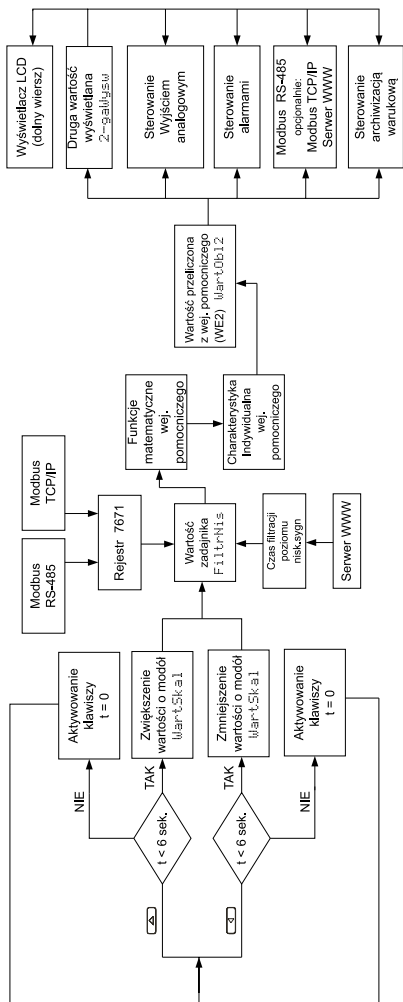 NIE
t < 6 sek.
TAK
Aktywowanie
klawiszy
t = 0
Zwiększenie
wartości o modół
WartSkal
Zmniejszenie
wartości o modół
WartSkal
t < 6 sek.
TAK
NIE
Aktywowanie
klawiszy
t = 0
Modbus
RS-485
Modbus
TCP/IP
Rejestr 7671
Wartość
zadajnika
FiltrNis
Czas filtracji
poziomu
nisk.sygn
Serwer WWW
Funkcje
matematyczne
wej.
pomocniczego
Charakterystyka
Indywidualna
wej.
pomocniczego
Wartość przeliczona
z wej. pomocniczego
(WE2) WartObl2
Wyświetlacz LCD
(dolny wiersz)
Druga wartość
wyświetlana
2-gaWysw
Sterowanie
Wyjściem
analogowym
Sterowanie
alarmami
Modbus RS-485
opcjonalnie:
Modbus TCP/IP
Serwer WWW
Sterowanie
archiwizacją
warukową